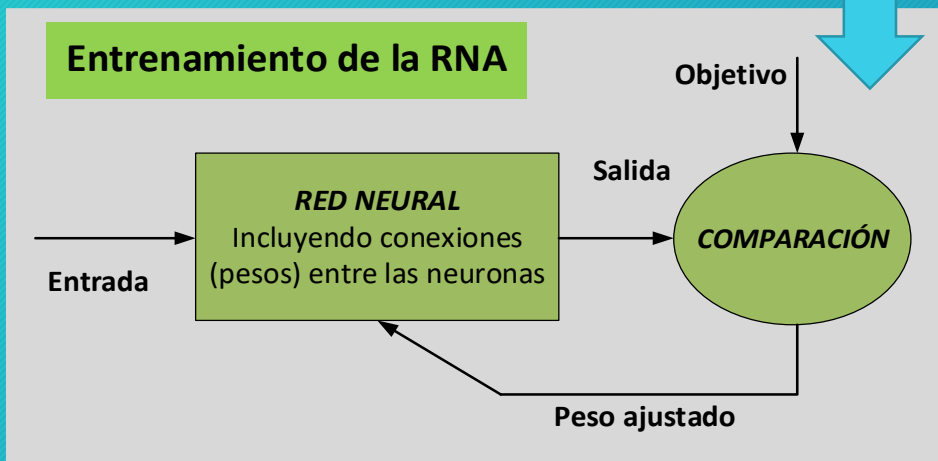 Entrenamiento de la RNA
Objetivo
Salida
RED NEURAL
Incluyendo conexiones
(pesos) entre las neuronas
COMPARACIÓN
Entrada
Peso ajustado